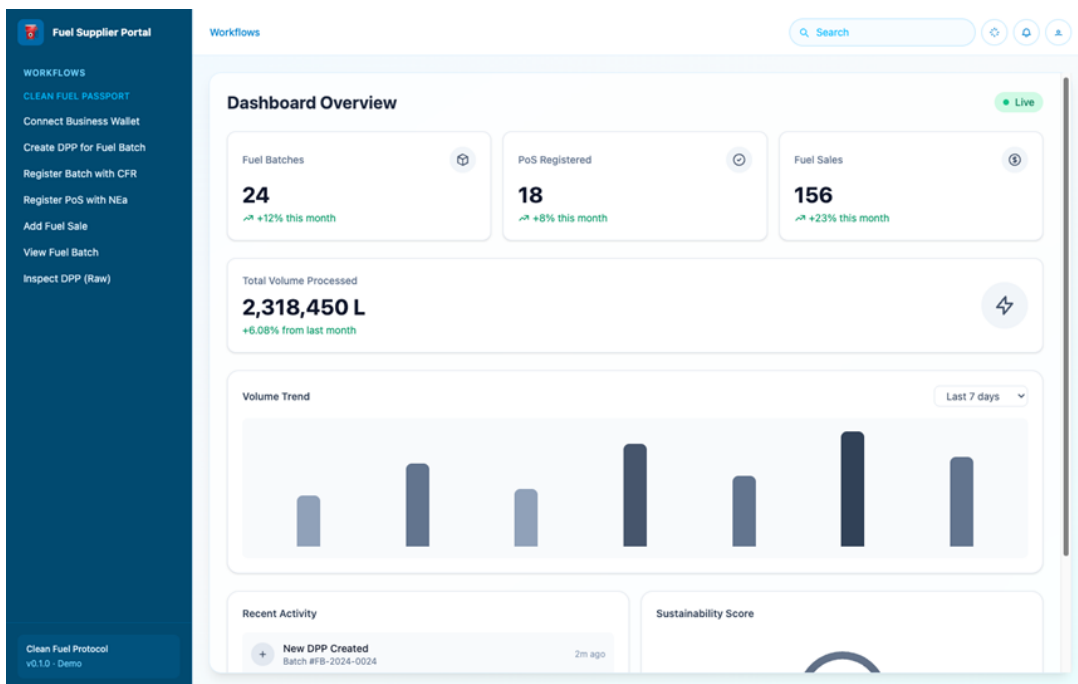 Fuel Supplier Portal
WORKFLOWS
CLEAN FUEL PASSPORT
Connect Business Wallet
Create DPP for Fuel Batch
Register Batch with CFR
Register PoS with NEa
Add Fuel Sale
View Fuel Batch
Inspect DPP (Raw)
Clean Fuel Protocol
v0.1.0 · Demo
Workflows
Search
Dashboard Overview
Live
Fuel Batches
24
+12% this month
PoS Registered
18
+8% this month
Fuel Sales
156
+23% this month
Total Volume Processed
2,318,450 L
+6.08% from last month
Volume Trend
Last 7 days
Recent Activity
New DPP Created
Batch #FB-2024-0024
2m ago
Sustainability Score